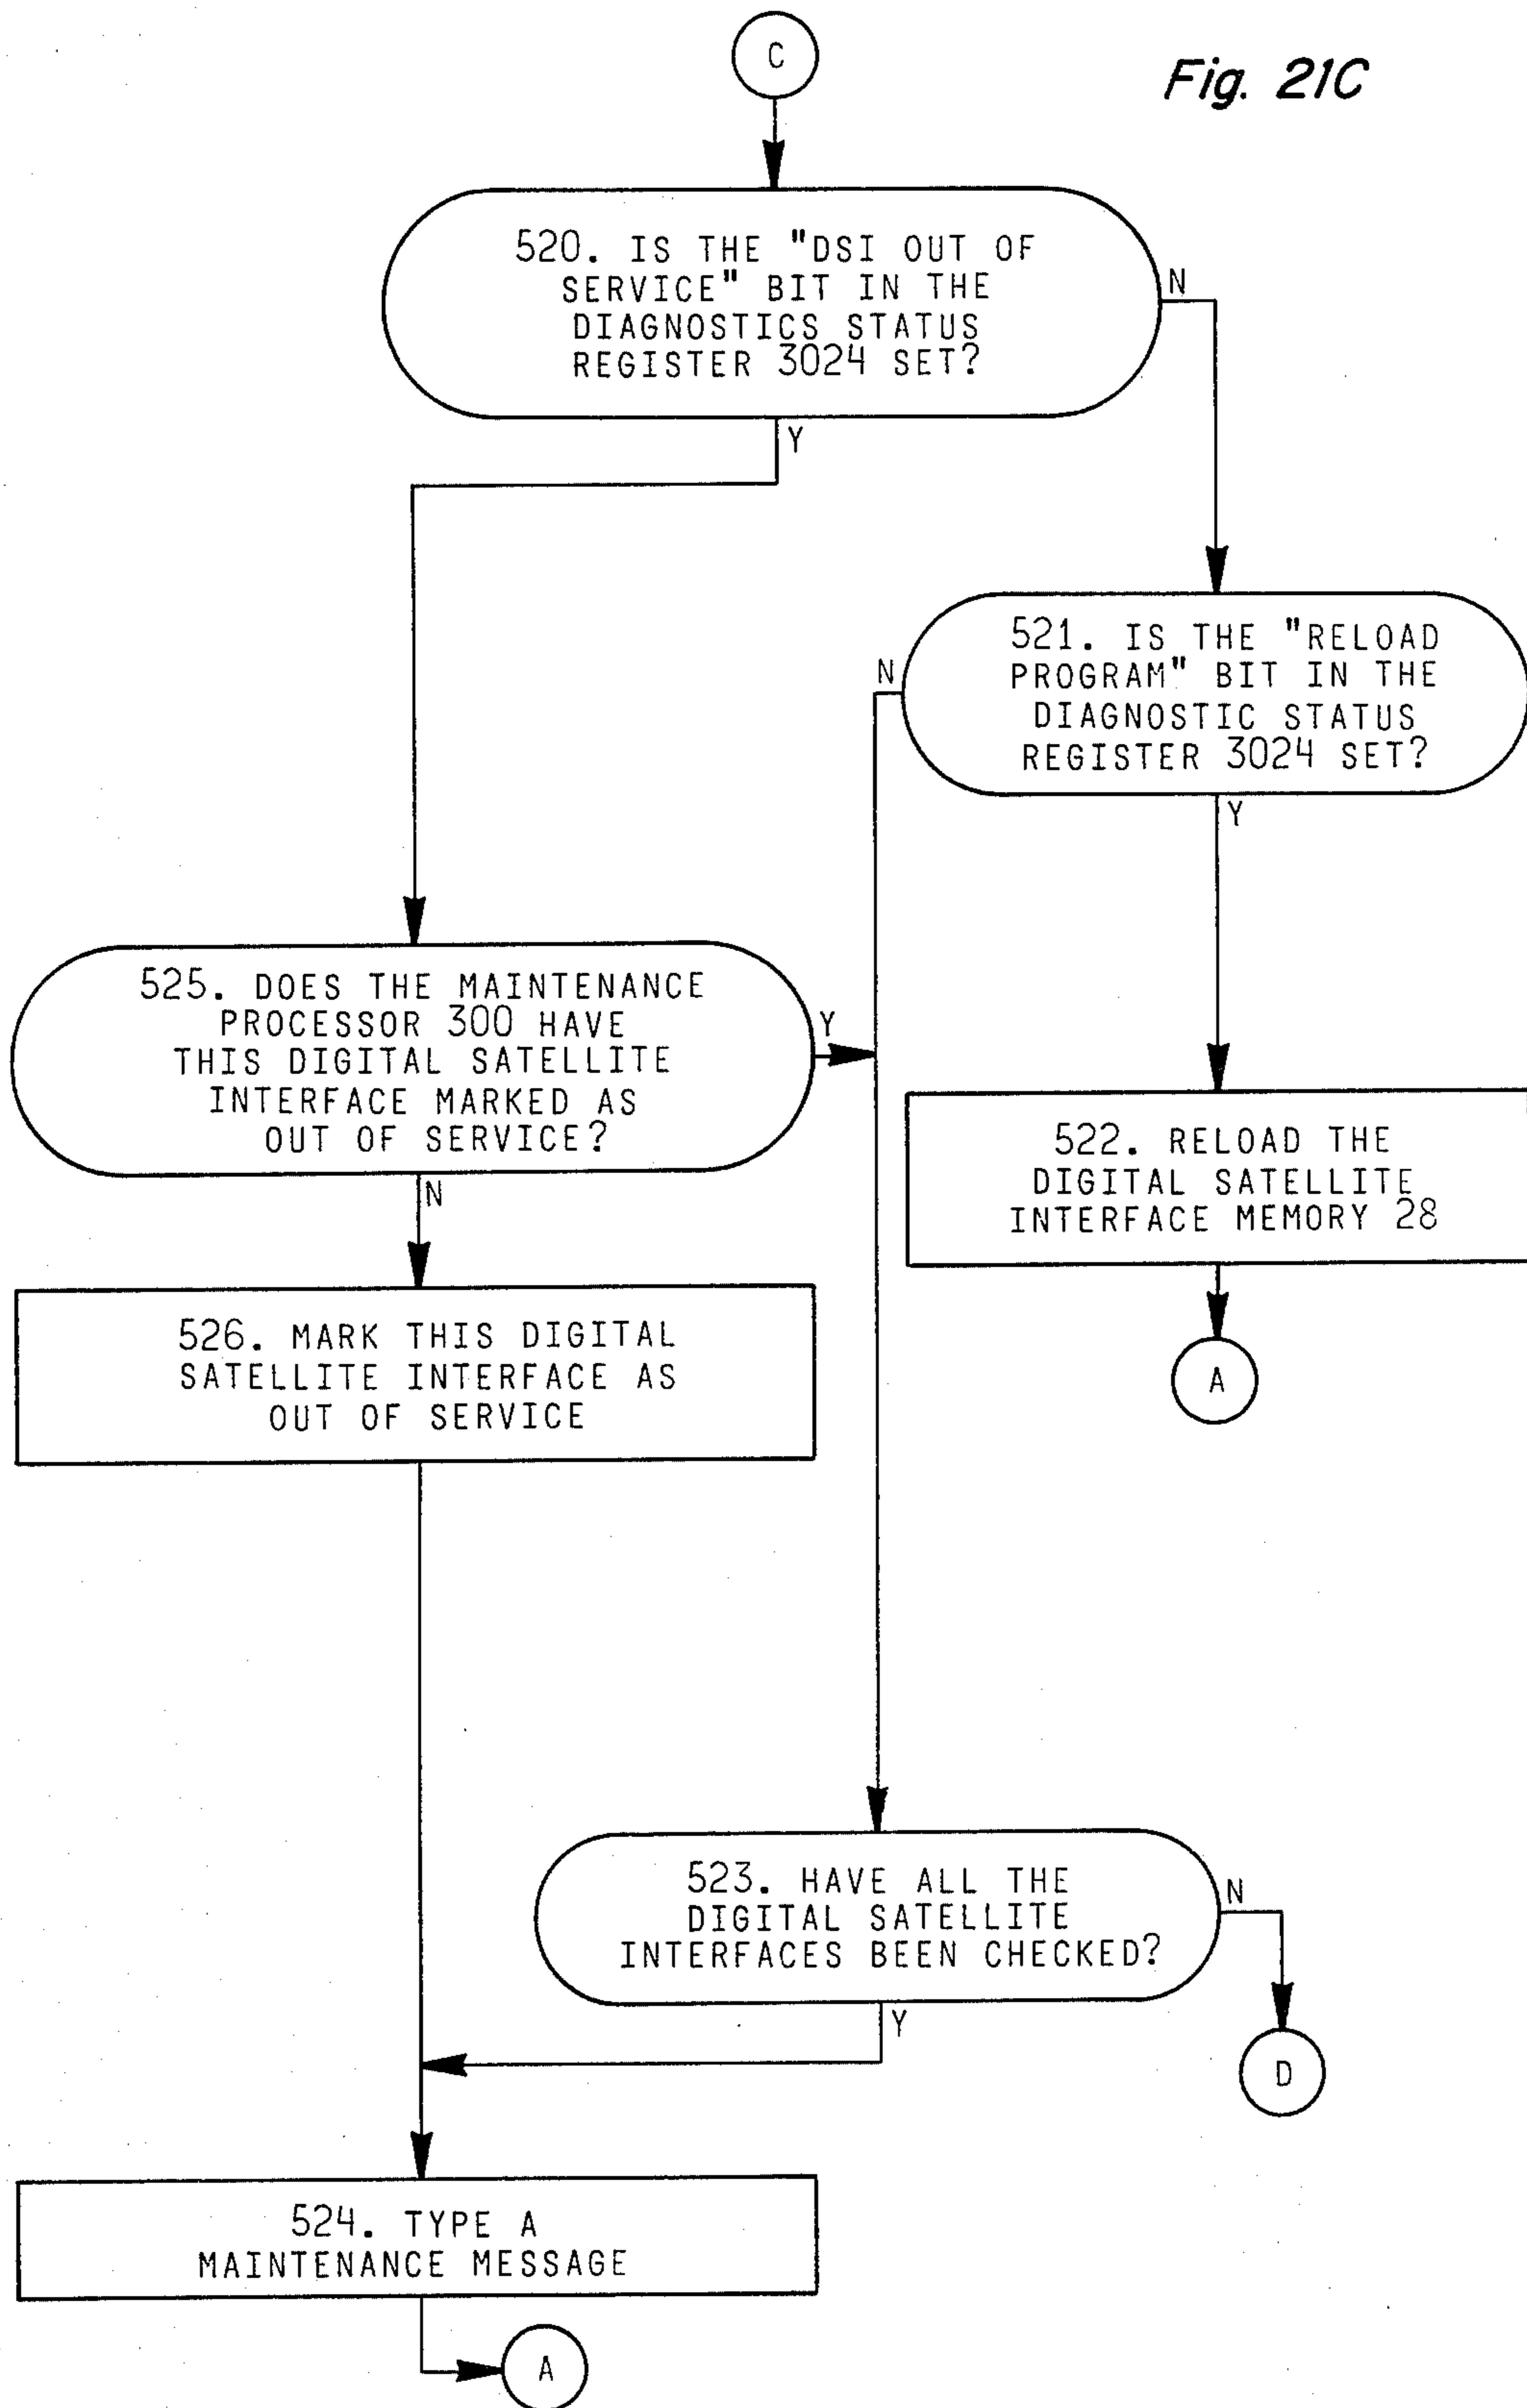 C
Fig. 21C
520. IS THE "DSI OUT OF
SERVICE" BIT IN THE
DIAGNOSTICS STATUS
REGISTER 3024 SET?
N
Y
521. IS THE "RELOAD
PROGRAM" BIT IN THE
DIAGNOSTIC STATUS
REGISTER 3024 SET?
N
Y
525. DOES THE MAINTENANCE
PROCESSOR 300 HAVE
THIS DIGITAL SATELLITE
INTERFACE MARKED AS
OUT OF SERVICE?
Y
N
522. RELOAD THE
DIGITAL SATELLITE
INTERFACE MEMORY 28
A
526. MARK THIS DIGITAL
SATELLITE INTERFACE AS
OUT OF SERVICE
523. HAVE ALL THE
DIGITAL SATELLITE
INTERFACES BEEN CHECKED?
N
Y
D
524. TYPE A
MAINTENANCE MESSAGE
A